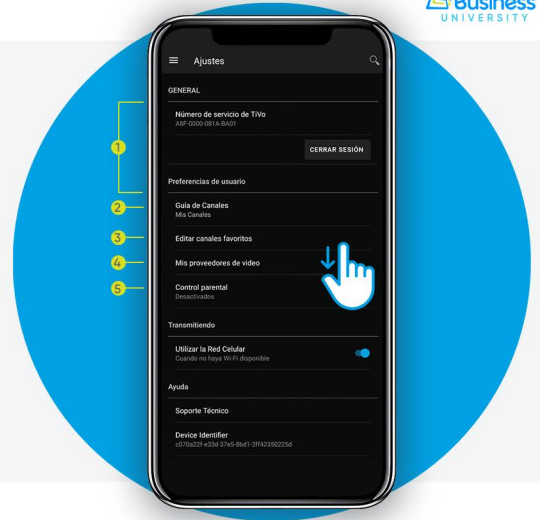 Business
UNIVERSITY
Ajustes
GENERAL
Número de servicio de TiVo
A8F-0000-081A-BA01
CERRAR SESIÓN
1
Preferencias de usuario
2
Guía de Canales
Mis Canales
3
Editar canales favoritos
4
Mis proveedores de video
5
Control parental
Desactivados
Transmitiendo
Utilizar la Red Celular
Cuando no haya Wi-Fi disponible
Ayuda
Soporte Técnico
Device Identifier
c070a22f-e33d-37e5-8bd1-2ff42350225d